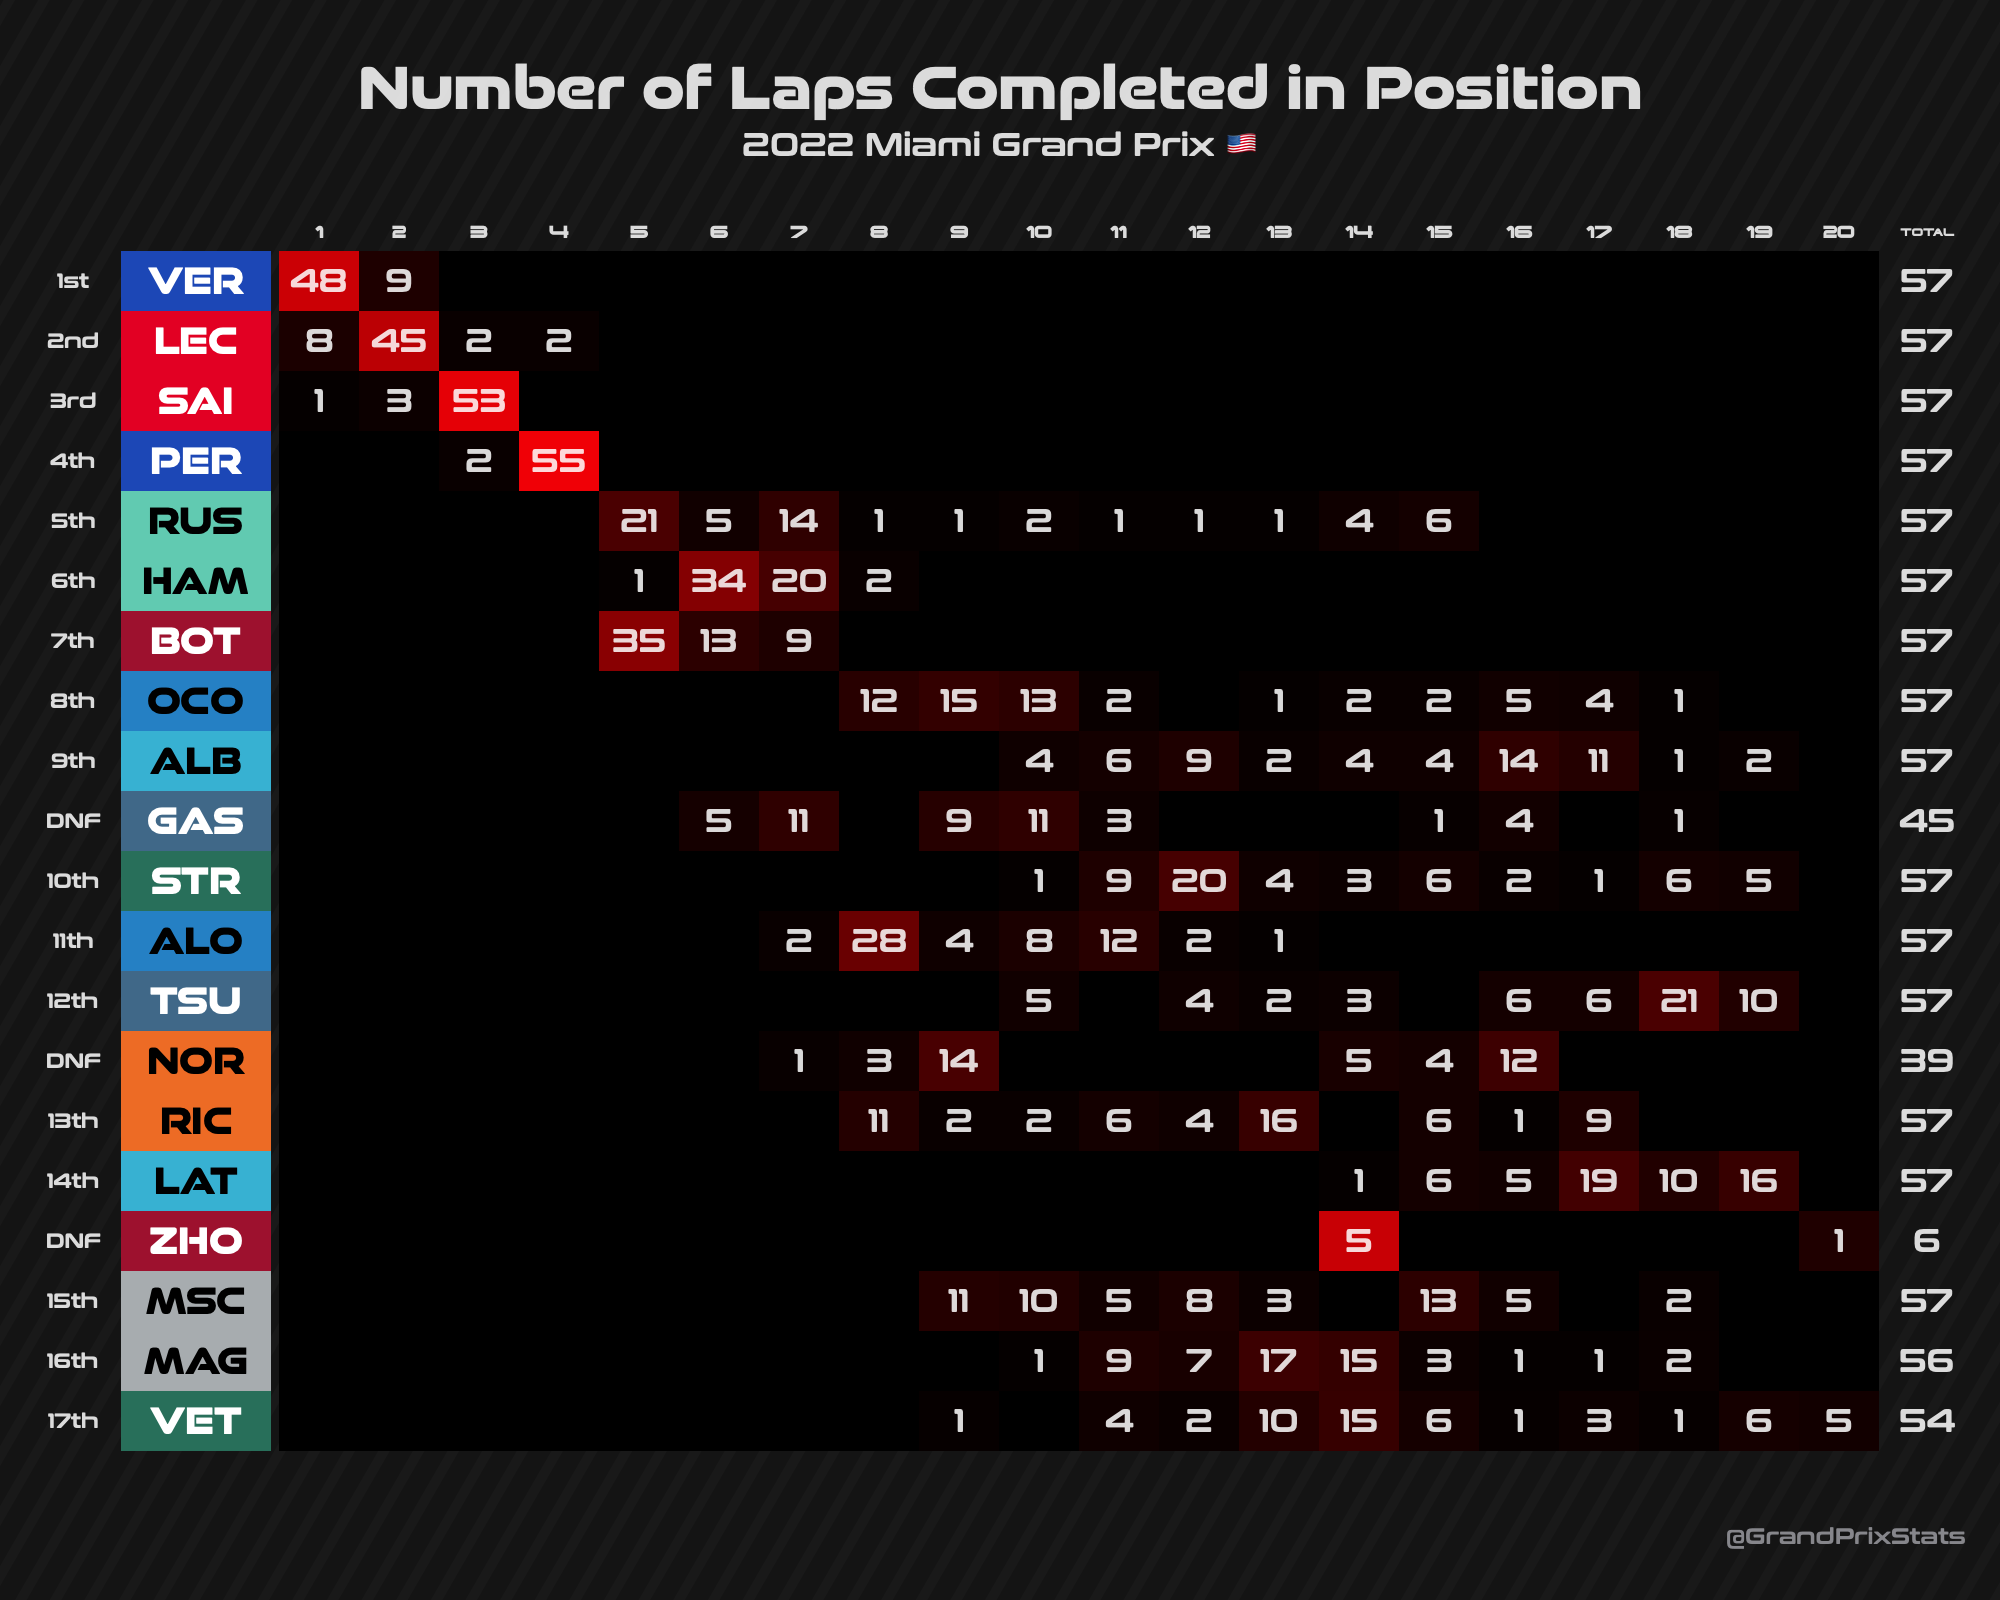 Number of Laps Completed in Position
2022 Miami Grand Prix 🇺🇸
1 2 3 4 5 6 7 8 9 10 11 12 13 14 15 16 17 18 19 20 TOTAL
1st VER 48 9 57
2nd LEC 8 45 2 2 57
3rd SAI 1 3 53 57
4th PER 2 55 57
5th RUS 21 5 14 1 1 2 1 1 1 4 6 57
6th HAM 1 34 20 2 57
7th BOT 35 13 9 57
8th OCO 12 15 13 2 1 2 2 5 4 1 57
9th ALB 4 6 9 2 4 4 14 11 1 2 57
DNF GAS 5 11 9 11 3 1 4 1 45
10th STR 1 9 20 4 3 6 2 1 6 5 57
11th ALO 2 28 4 8 12 2 1 57
12th TSU 5 4 2 3 6 6 21 10 57
DNF NOR 1 3 14 5 4 12 39
13th RIC 11 2 2 6 4 16 6 1 9 57
14th LAT 1 6 5 19 10 16 57
DNF ZHO 5 1 6
15th MSC 11 10 5 8 3 13 5 2 57
16th MAG 1 9 7 17 15 3 1 1 2 56
17th VET 1 4 2 10 15 6 1 3 1 6 5 54
@GrandPrixStats